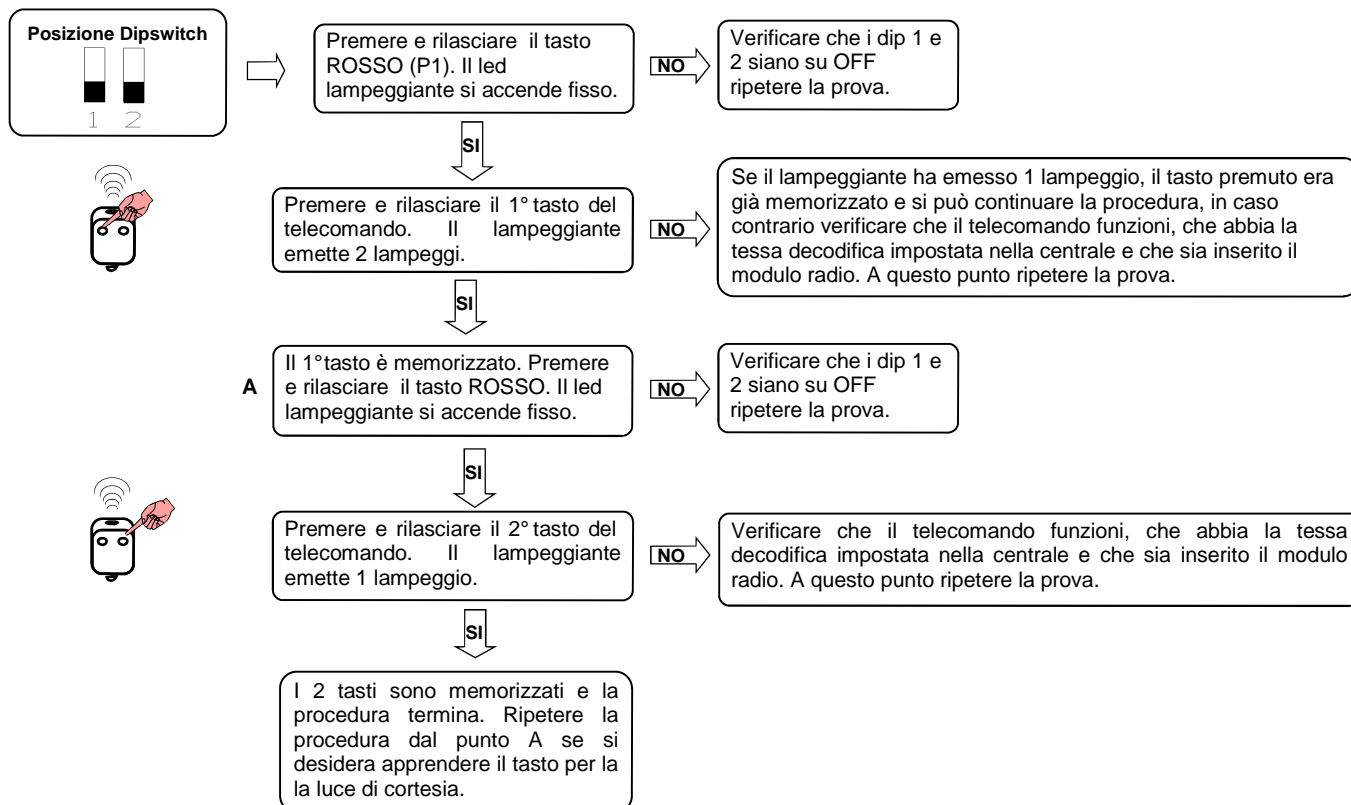 Posizione Dipswitch
1 2
Premere e rilasciare il tasto
ROSSO (P1). Il led
lampeggiante si accende fisso.
NO
Verificare che i dip 1 e
2 siano su OFF
ripetere la prova.
SI
Premere e rilasciare il 1° tasto del
telecomando. Il lampeggiante
emette 2 lampeggi.
NO
Se il lampeggiante ha emesso 1 lampeggio, il tasto premuto era
già memorizzato e si può continuare la procedura, in caso
contrario verificare che il telecomando funzioni, che abbia la
tessa decodifica impostata nella centrale e che sia inserito il
modulo radio. A questo punto ripetere la prova.
SI
A
Il 1° tasto è memorizzato. Premere
e rilasciare il tasto ROSSO. Il led
lampeggiante si accende fisso.
NO
Verificare che i dip 1 e
2 siano su OFF
ripetere la prova.
SI
Premere e rilasciare il 2° tasto del
telecomando. Il lampeggiante
emette 1 lampeggio.
NO
Verificare che il telecomando funzioni, che abbia la tessa
decodifica impostata nella centrale e che sia inserito il modulo
radio. A questo punto ripetere la prova.
SI
I 2 tasti sono memorizzati e la
procedura termina. Ripetere la
procedura dal punto A se si
desidera apprendere il tasto per la
la luce di cortesia.